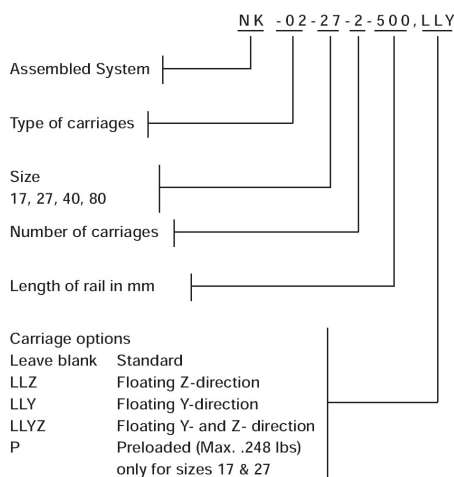 NK -02-27-2-500,LLY
Assembled System
Type of carriages
Size
17, 27, 40, 80
Number of carriages
Length of rail in mm
Carriage options
Leave blank Standard
LLZ Floating Z-direction
LLY Floating Y-direction
LLYZ Floating Y- and Z- direction
P Preloaded (Max. .248 lbs)
only for sizes 17 & 27